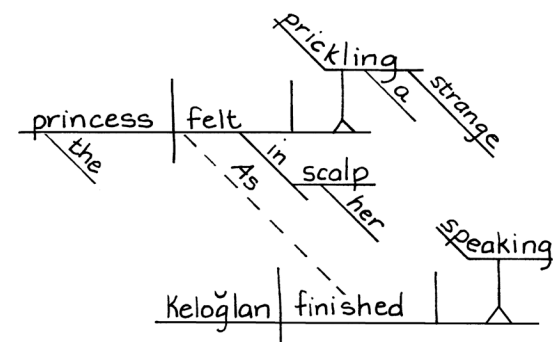 prickling
a
strange
princess felt
the
in
As
scalp
her
speaking
Keloğlan finished